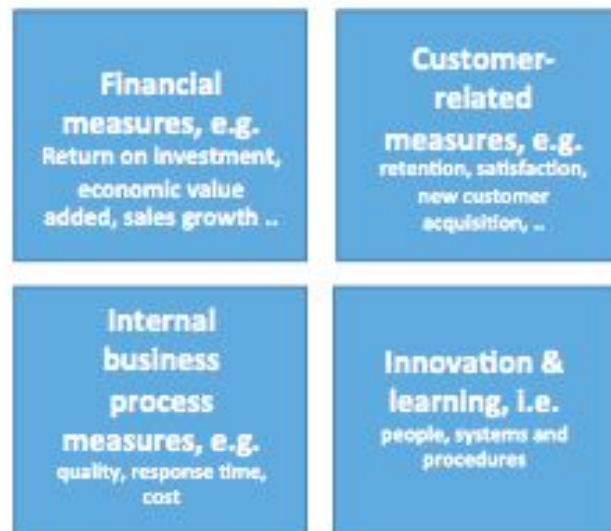 Financial
measures, e.g.
Return on investment,
economic value
added, sales growth ..
Customer-
related
measures, e.g.
retention, satisfaction,
new customer
acquisition, ..
Internal
business
process
measures, e.g.
quality, response time,
cost
Innovation &
learning, i.e.
people, systems and
procedures